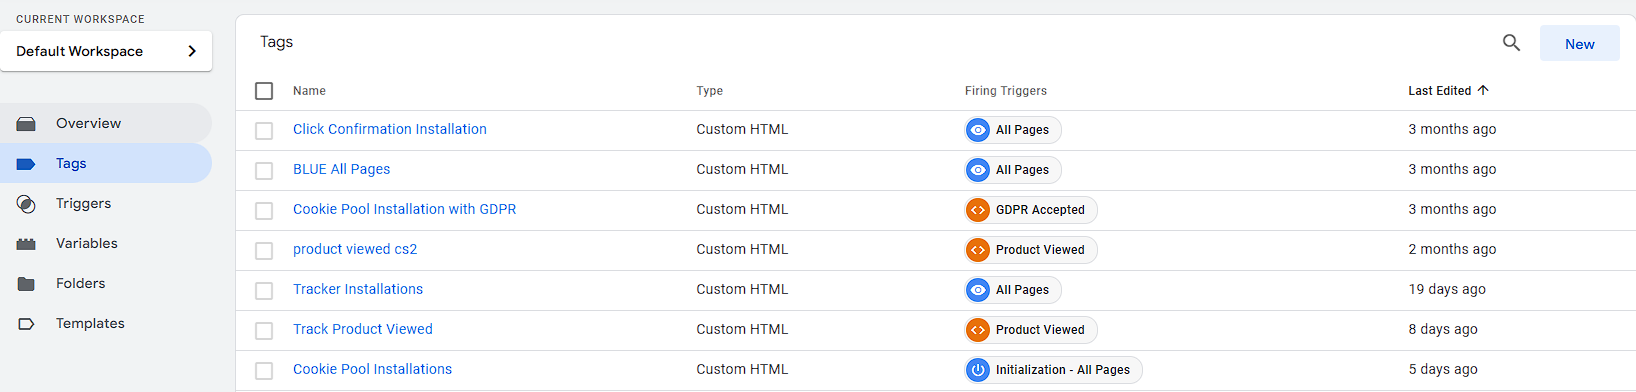 CURRENT WORKSPACE
Default Workspace
Overview
Tags
Triggers
Variables
Folders
Templates
Tags
New
Name Type Firing Triggers Last Edited
Click Confirmation Installation Custom HTML All Pages 3 months ago
BLUE All Pages Custom HTML All Pages 3 months ago
Cookie Pool Installation with GDPR Custom HTML GDPR Accepted 3 months ago
product viewed cs2 Custom HTML Product Viewed 2 months ago
Tracker Installations Custom HTML All Pages 19 days ago
Track Product Viewed Custom HTML Product Viewed 8 days ago
Cookie Pool Installations Custom HTML Initialization - All Pages 5 days ago